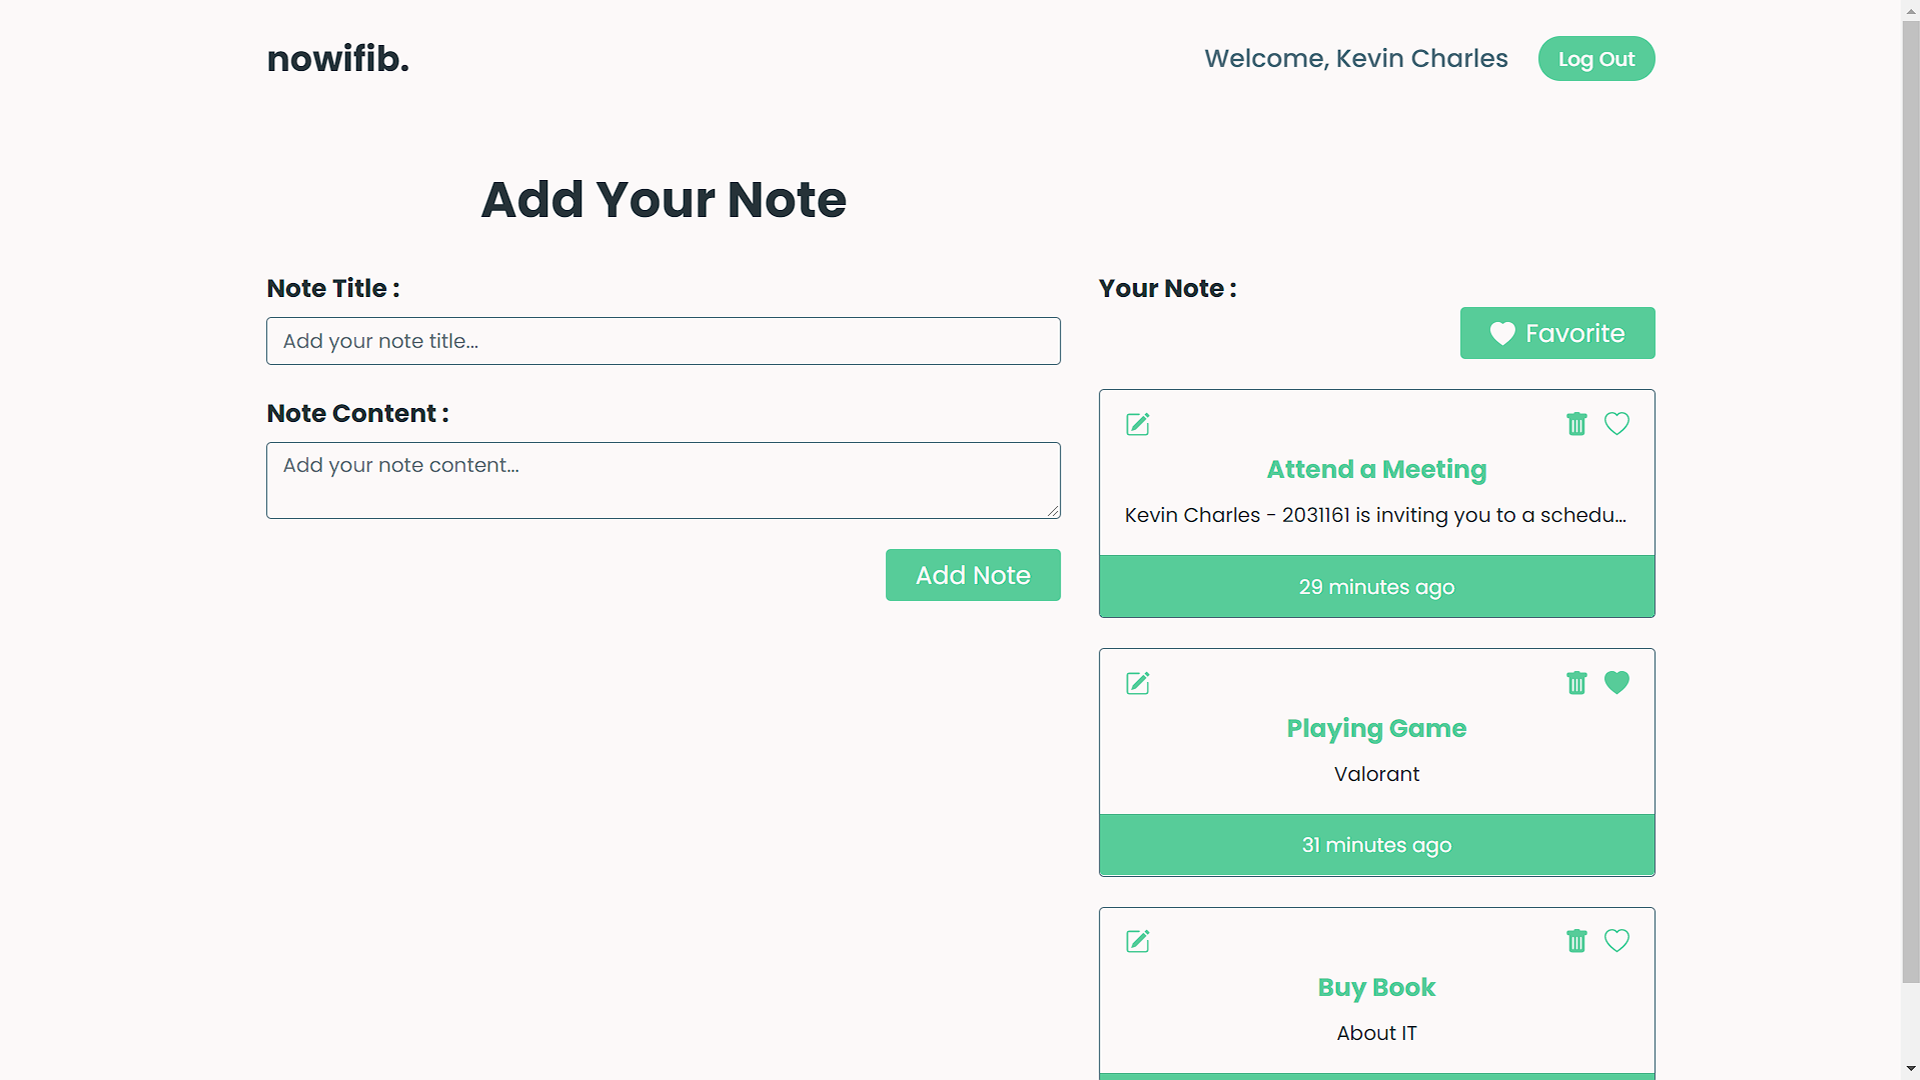 nowifib.
Welcome, Kevin Charles
Log Out
Add Your Note
Note Title :
Add your note title...
Note Content :
Add your note content...
Add Note
Your Note :
Favorite
Attend a Meeting
Kevin Charles - 2031161 is inviting you to a schedu...
29 minutes ago
Playing Game
Valorant
31 minutes ago
Buy Book
About IT